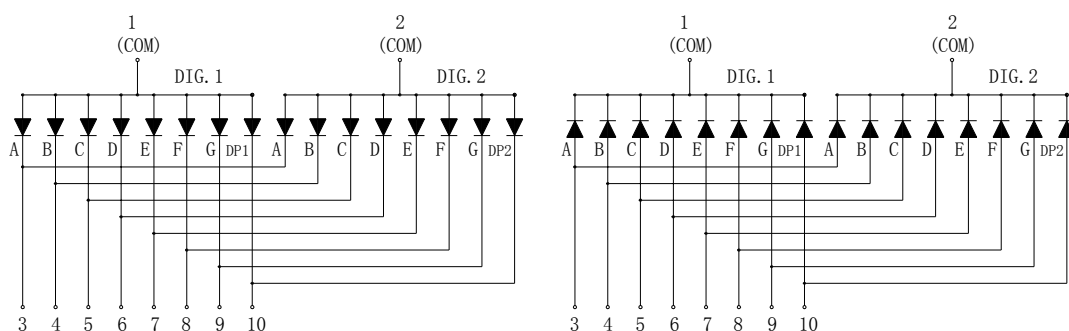 1 2 1 2
(COM) (COM) (COM) (COM)
DIG.1 DIG.2 DIG.1 DIG.2
A B C D E F G DP1 A B C D E F G DP2 A B C D E F G DP1 A B C D E F G DP2
3 4 5 6 7 8 9 10 3 4 5 6 7 8 9 10